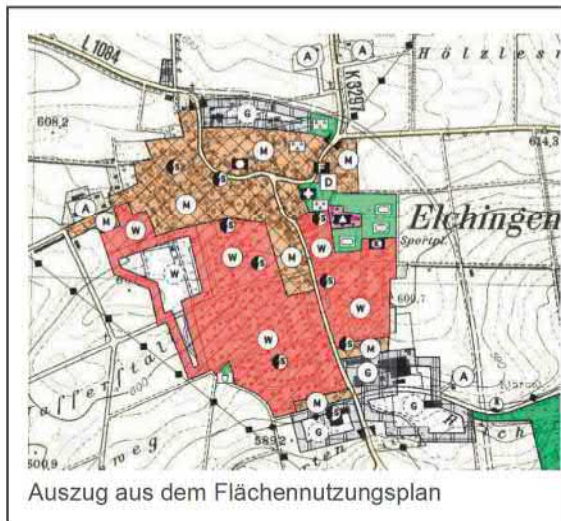 L 1084
A
A
Hölzles
K3297
G
608,2
M
614,3
M
S
S
M
D
M
A
M
W
S
W
Elchingen
Sportpl.
W
W
M
S
S
600,7
W
W
S
S
M
G
A
M
S
G
G
589,2
weg
500,9
Auszug aus dem Flächennutzungsplan